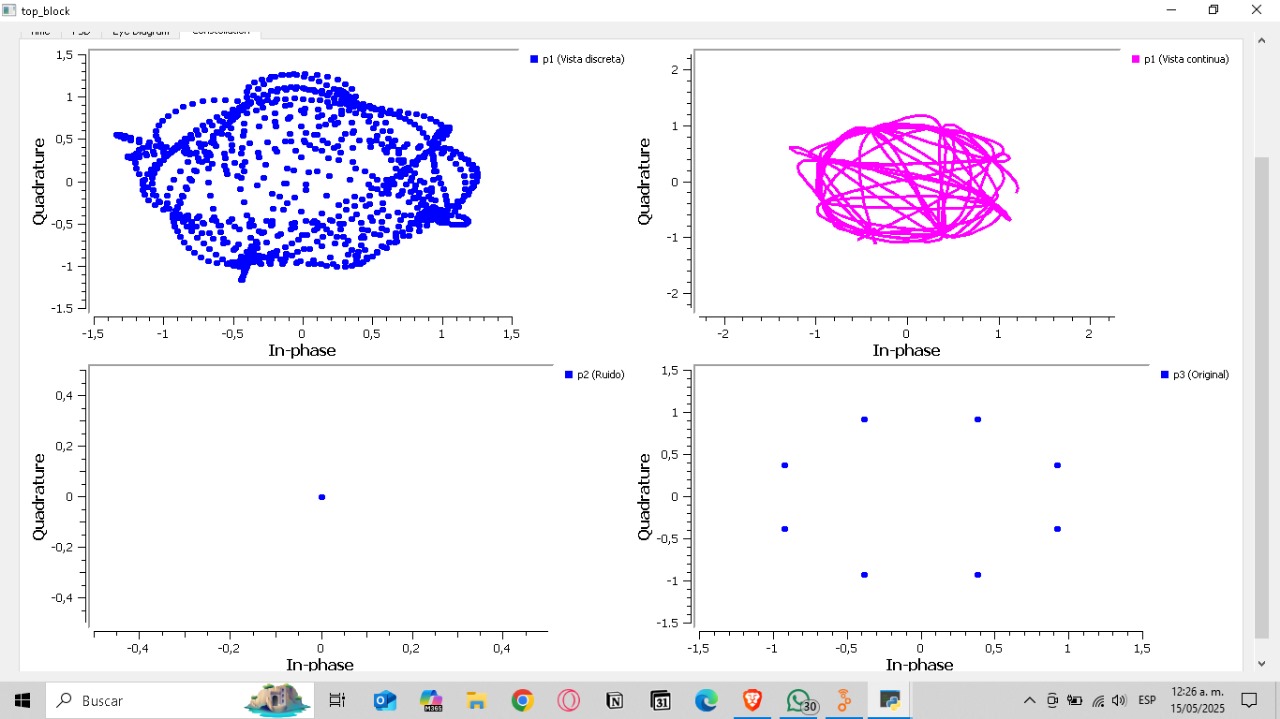 top_block
Time PSD Eye Diagram Constellation
p1 (Vista discreta)
1,5
1
0,5
0
-0.5
-1
-1.5
Quadrature
-1.5
-1
-0,5
0
0,5
1
1,5
In-phase
p1 (Vista continua)
2
1
0
-1
-2
Quadrature
-2
-1
0
1
2
In-phase
p2 (Ruido)
0,4
0,2
0
-0,2
-0,4
Quadrature
-0,4
-0,2
0
0,2
0,4
In-phase
p3 (Original)
1,5
1
0,5
0
-0,5
-1
-1.5
Quadrature
-1,5
-1
-0,5
0
0,5
1
1,5
In-phase
Buscar
M365
N
31
30
ESP
12:26 a. m.
15/05/2025